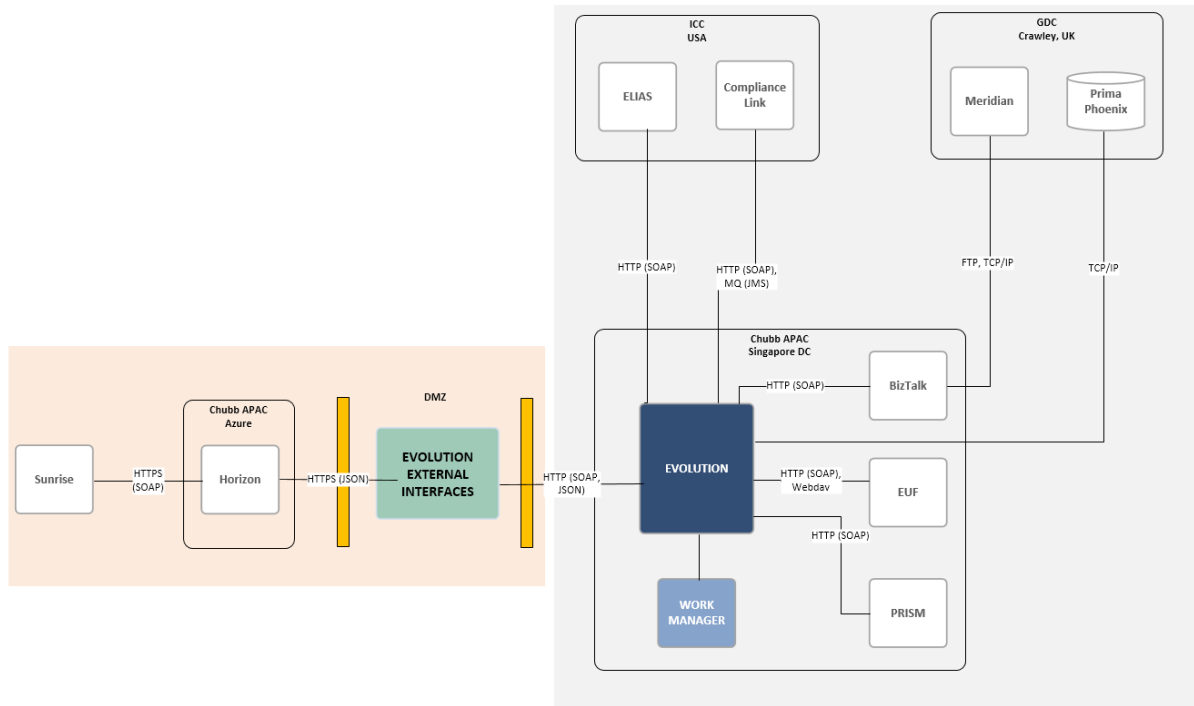 ICC
USA
ELIAS
Compliance
Link
GDC
Crawley, UK
Meridian
Prima
Phoenix
HTTP (SOAP)
HTTP (SOAP),
MQ (JMS)
FTP, TCP/IP
TCP/IP
Chubb APAC
Singapore DC
HTTP (SOAP)
BizTalk
EVOLUTION
HTTP (SOAP),
Webdav
EUF
HTTP (SOAP)
PRISM
WORK
MANAGER
DMZ
Chubb APAC
Azure
Sunrise
HTTPS
(SOAP)
Horizon
HTTPS (JSON)
EVOLUTION
EXTERNAL
INTERFACES
HTTP (SOAP,
JSON)